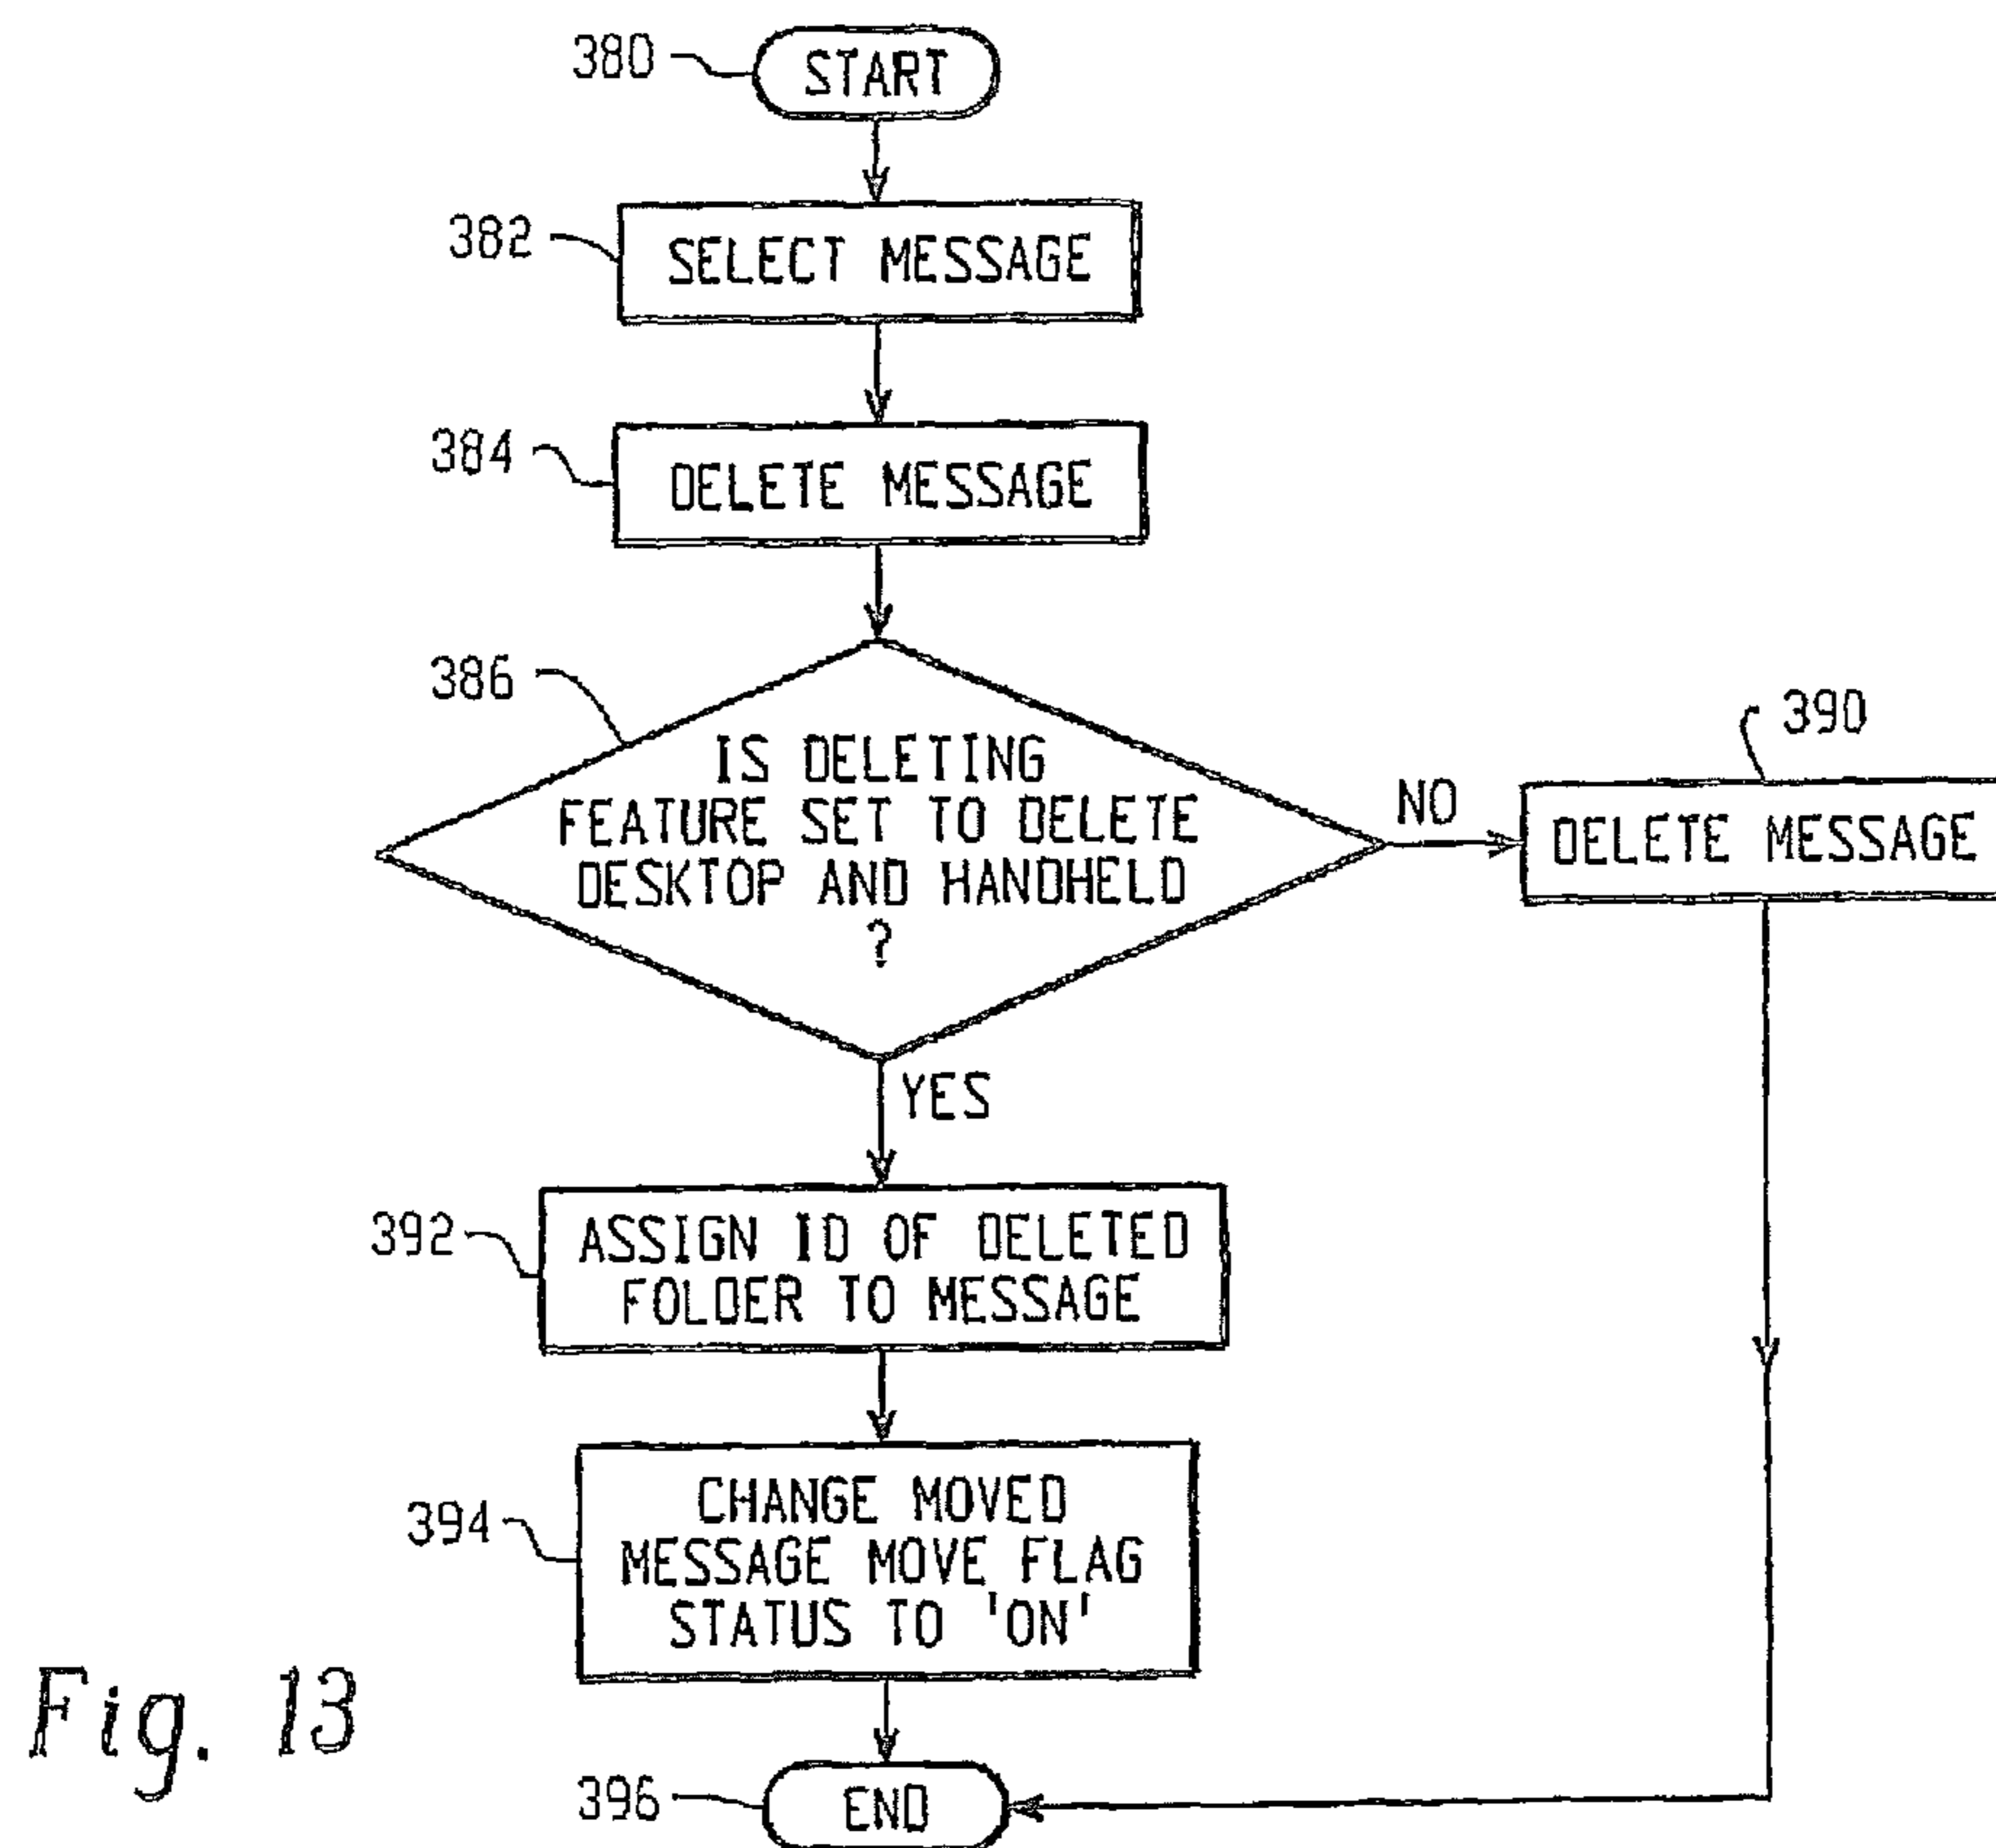 380
START
382
SELECT MESSAGE
384
DELETE MESSAGE
386
IS DELETING
FEATURE SET TO DELETE
DESKTOP AND HANDHELD
?
NO
390
DELETE MESSAGE
YES
392
ASSIGN ID OF DELETED
FOLDER TO MESSAGE
394
CHANGE MOVED
MESSAGE MOVE FLAG
STATUS TO 'ON'
396
END
Fig. 13